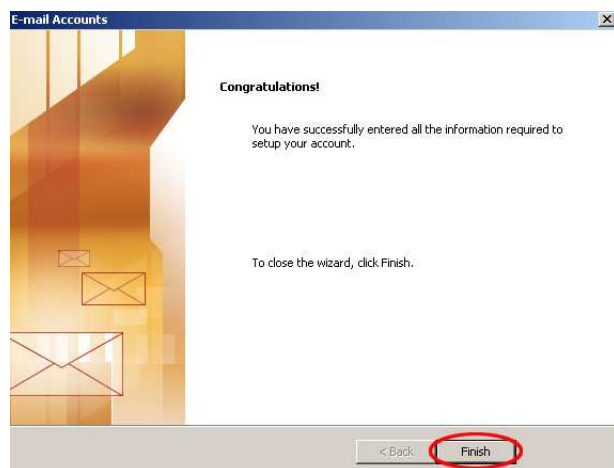 E-mail Accounts
Congratulations!
You have successfully entered all the information required to
setup your account.
To close the wizard, click Finish.
< Back
Finish